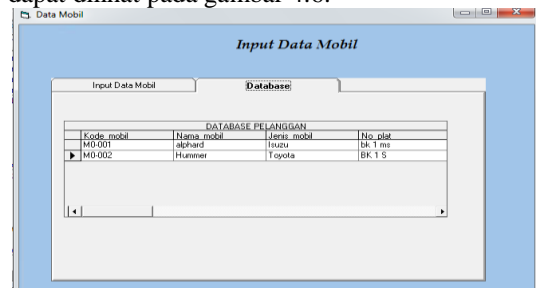 dapat dilihat pada gambar 4.6.
Data Mobil
Input Data Mobil
Input Data Mobil Database
DATABASE PELANGGAN
Kode mobil Nama mobil Jenis mobil No plat
M0-001 alphard Isuzu bk 1 ms
M0-002 Hummer Toyota BK 1 S